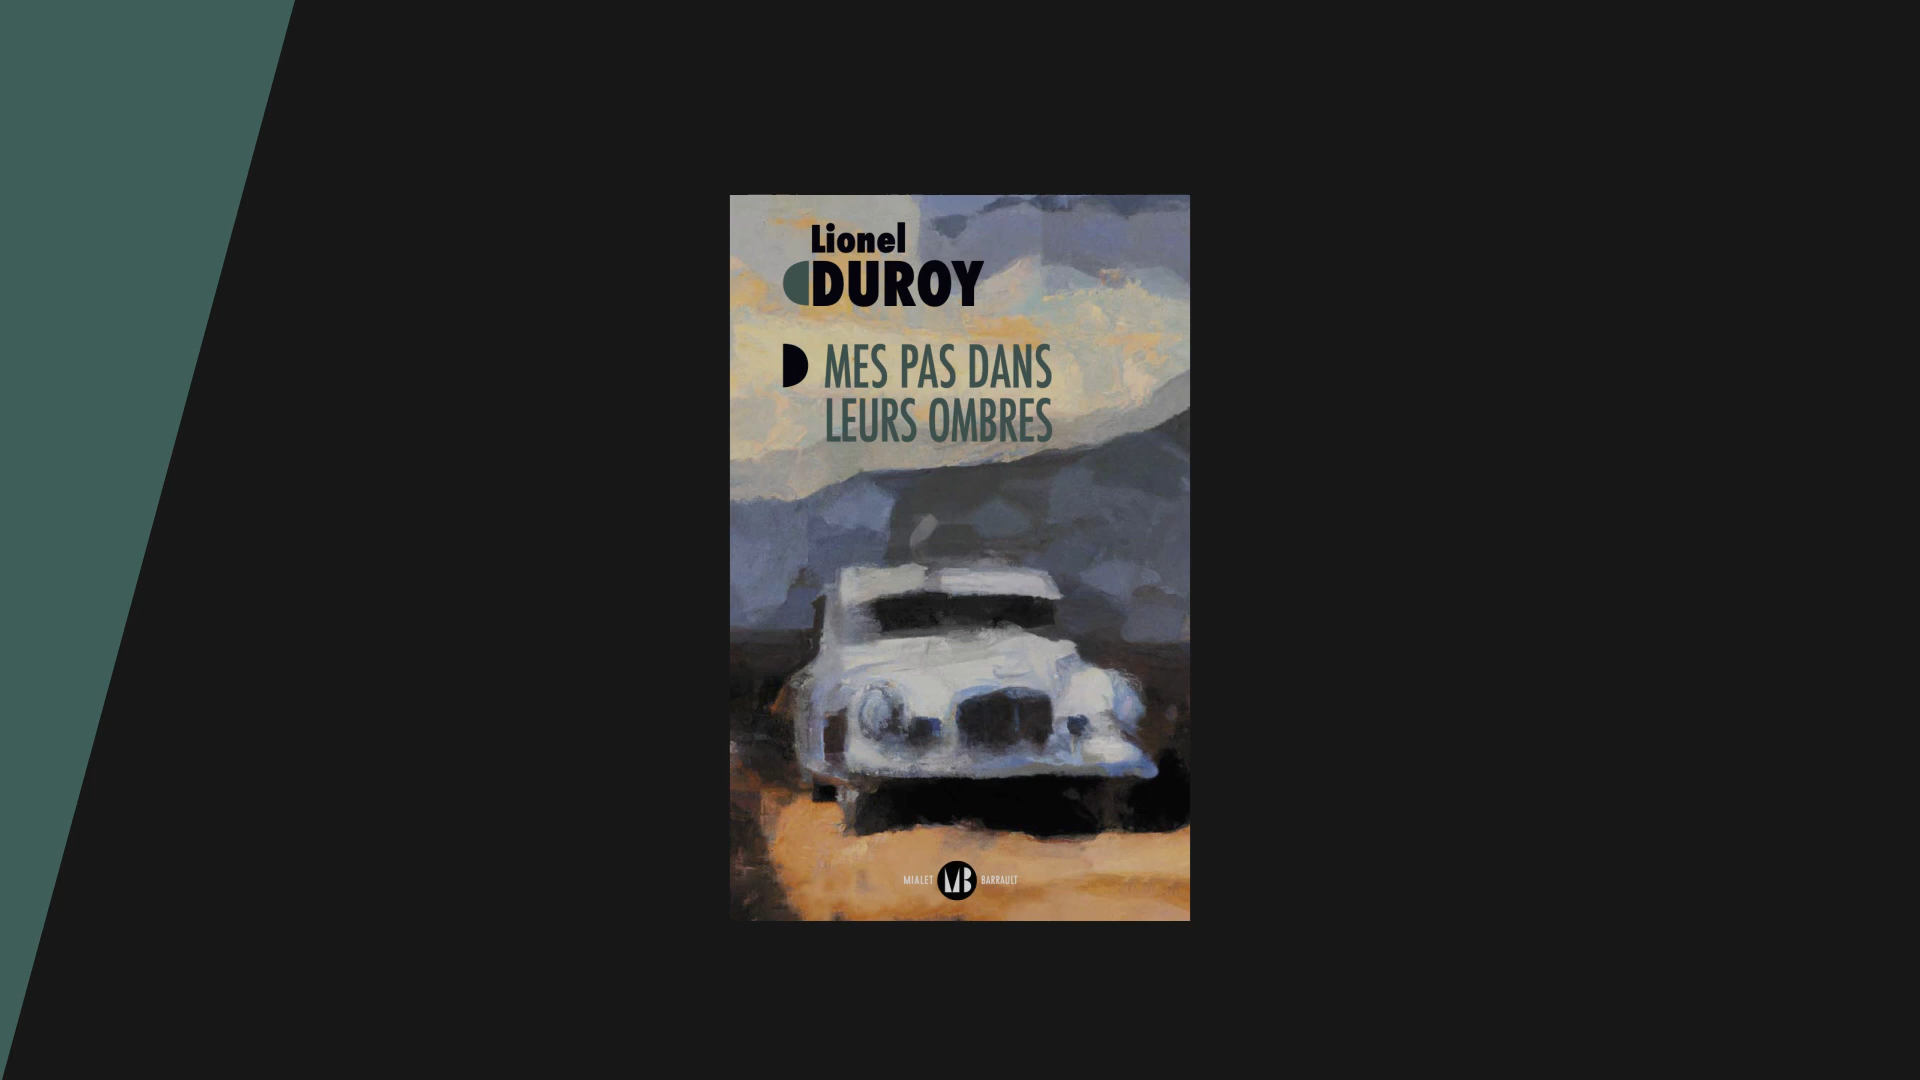 Lionel
DUROY
MES PAS DANS
LEURS OMBRES
MIALET MB BARRAULT